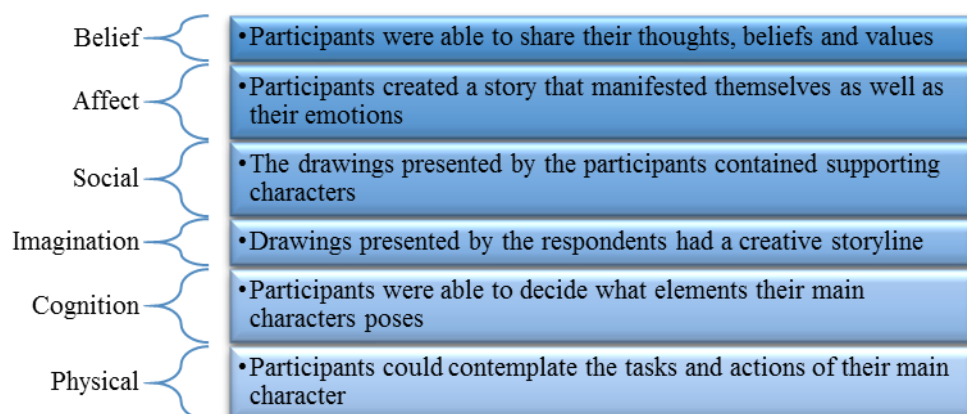 Belief
•Participants were able to share their thoughts, beliefs and values
Affect
•Participants created a story that manifested themselves as well as
their emotions
Social
•The drawings presented by the participants contained supporting
characters
Imagination
•Drawings presented by the respondents had a creative storyline
Cognition
•Participants were able to decide what elements their main
characters poses
Physical
•Participants could contemplate the tasks and actions of their main
character